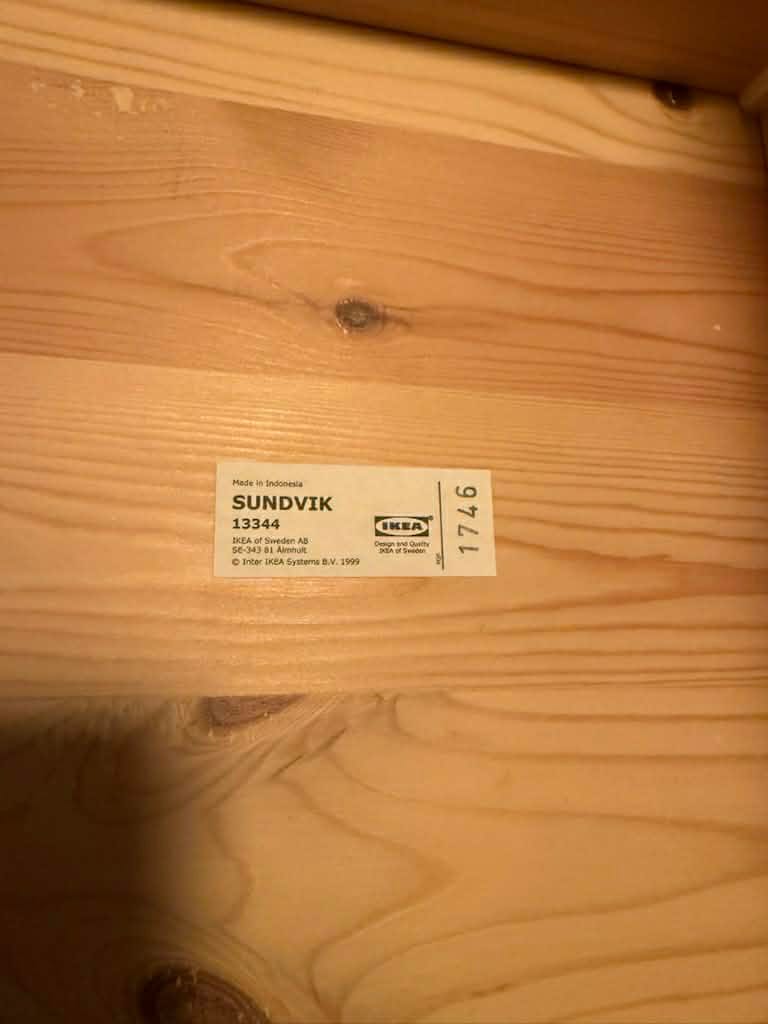 Made in Indonesia
SUNDVIK
13344
IKEA of Sweden AB
SE-343 81 Älmhult
© Inter IKEA Systems B.V. 1999
IKEA®
Design and Quality
IKEA of Sweden
1746